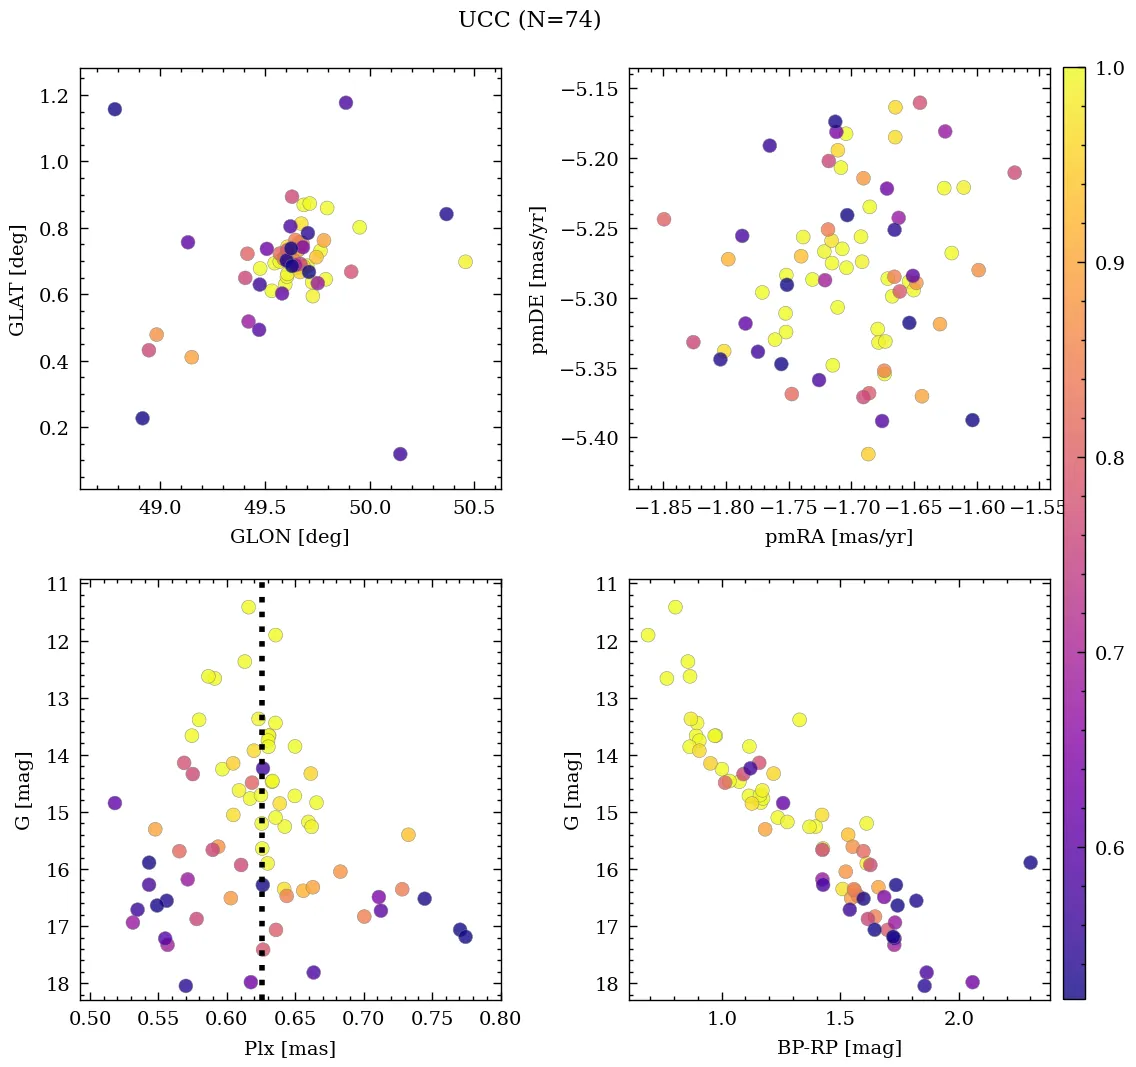 UCC (N=74)
1.2
1.0
0.8
0.6
0.4
0.2
GLAT [deg]
49.0 49.5 50.0 50.5
GLON [deg]
−5.15
−5.20
−5.25
−5.30
−5.35
−5.40
pmDE [mas/yr]
−1.85 −1.80 −1.75 −1.70 −1.65 −1.60 −1.55
pmRA [mas/yr]
1.0
0.9
0.8
0.7
0.6
11
12
13
14
15
16
17
18
G [mag]
0.50 0.55 0.60 0.65 0.70 0.75 0.80
Plx [mas]
11
12
13
14
15
16
17
18
G [mag]
1.0 1.5 2.0
BP-RP [mag]